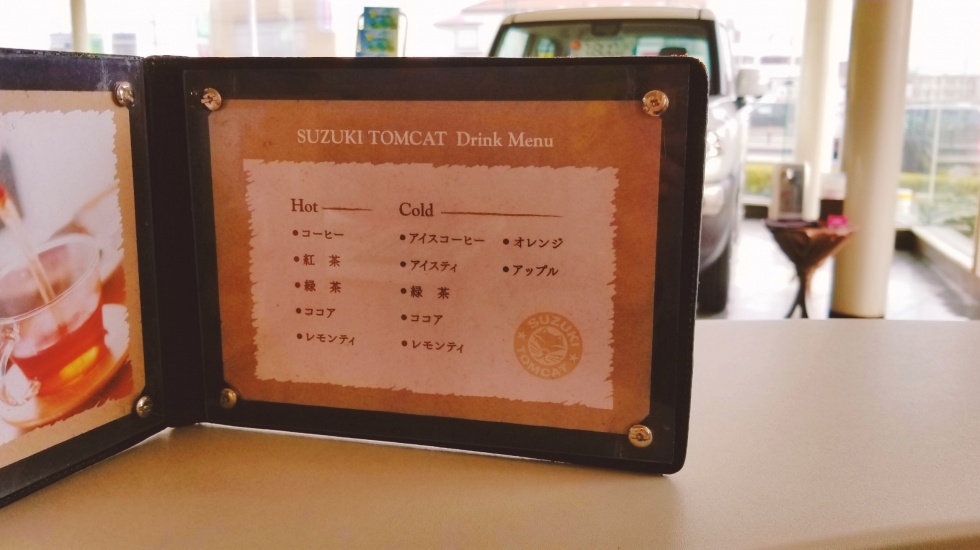 SUZUKI TOMCAT Drink Menu
Hot
●コーヒー
●紅　茶
●緑　茶
●ココア
●レモンティ
Cold
●アイスコーヒー
●アイスティ
●緑　茶
●ココア
●レモンティ
●オレンジ
●アップル
SUZUKI
TOMCAT